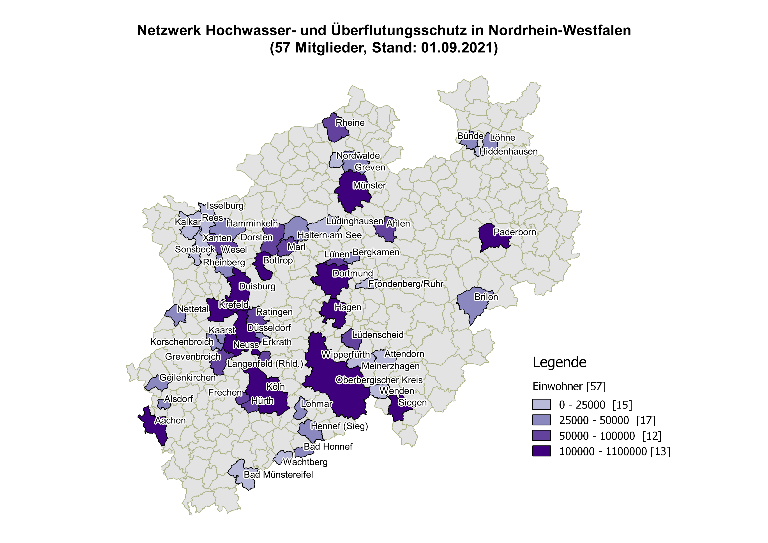 Netzwerk Hochwasser- und Überflutungsschutz in Nordrhein-Westfalen
(57 Mitglieder, Stand: 01.09.2021)
Rheine
Bünde
Löhne
Hiddenhausen
Nordwalde
Greven
Münster
Isselburg
Rees
Kalkar
Hamminkeln
Lüdinghausen
Ahlen
Paderborn
Xanten
Dorsten
Haltern am See
Sonsbeck
Wesel
Marl
Rheinberg
Bottrop
Lünen
Bergkamen
Dortmund
Fröndenberg/Ruhr
Duisburg
Brilon
Nettetal
Krefeld
Ratingen
Hagen
Kaarst
Düsseldorf
Korschenbroich
Neuss
Erkrath
Lüdenscheid
Grevenbroich
Langenfeld (Rhld.)
Wipperfürth
Attendorn
Meinerzhagen
Geilenkirchen
Köln
Oberbergischer Kreis
Wenden
Alsdorf
Frechen
Hürth
Lohmar
Siegen
Aachen
Hennef (Sieg)
Bad Honnef
Wachtberg
Bad Münstereifel
Legende
Einwohner [57]
0 - 25000 [15]
25000 - 50000 [17]
50000 - 100000 [12]
100000 - 1100000 [13]